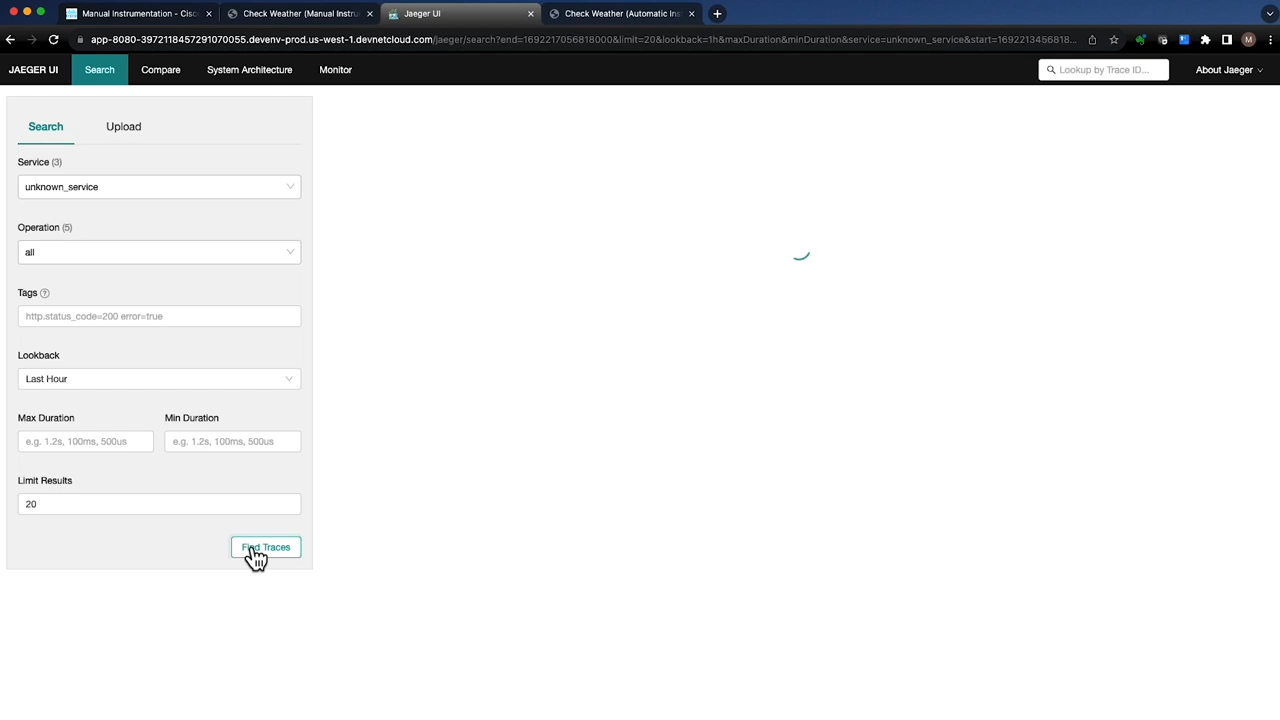 Manual Instrumentation - Cisc
Check Weather (Manual Instru
Jaeger UI
Check Weather (Automatic Ins
app-8080-3972118457291070055.devenv-prod.us-west-1.devnetcloud.com/jaeger/search?end=1692217056818000&limit=20&lookback=1h&maxDuration&minDuration&service=unknown_service&start=1692213456818...
M
JAEGER UI
Search
Compare
System Architecture
Monitor
Lookup by Trace ID...
About Jaeger
Search
Upload
Service (3)
unknown_service
Operation (5)
all
Tags
http.status_code=200 error=true
Lookback
Last Hour
Max Duration
Min Duration
e.g. 1.2s, 100ms, 500us
e.g. 1.2s, 100ms, 500us
Limit Results
20
Find Traces